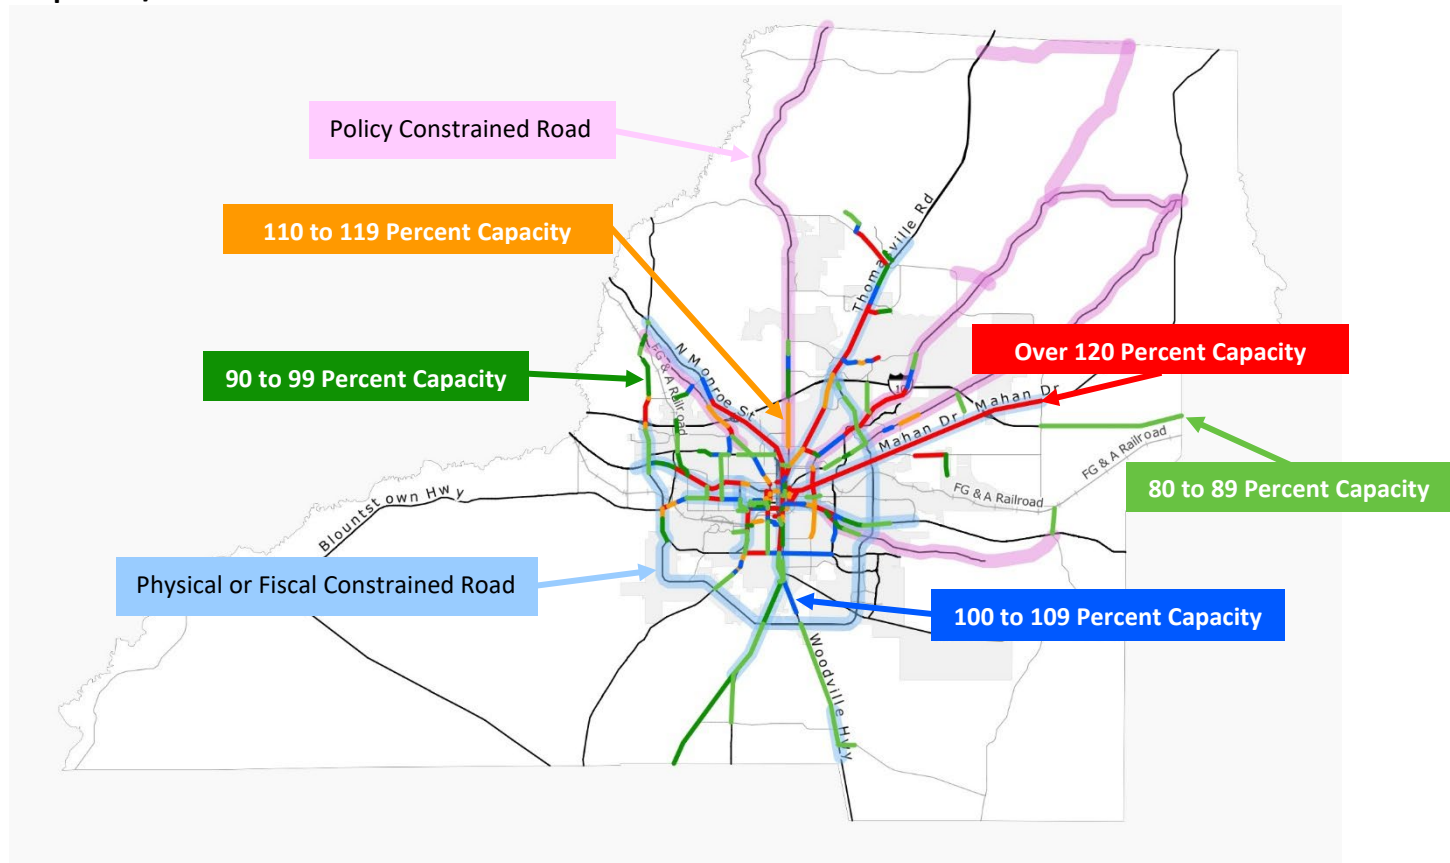 Policy Constrained Road
110 to 119 Percent Capacity
Thomasville Rd
Over 120 Percent Capacity
N Monroe St
FG & A Railroad
90 to 99 Percent Capacity
10
Mahan Dr
Mahan Dr
FG & A Railroad
80 to 89 Percent Capacity
FG & A Railroad
Blountstown Hwy
Physical or Fiscal Constrained Road
100 to 109 Percent Capacity
Woodville Hwy